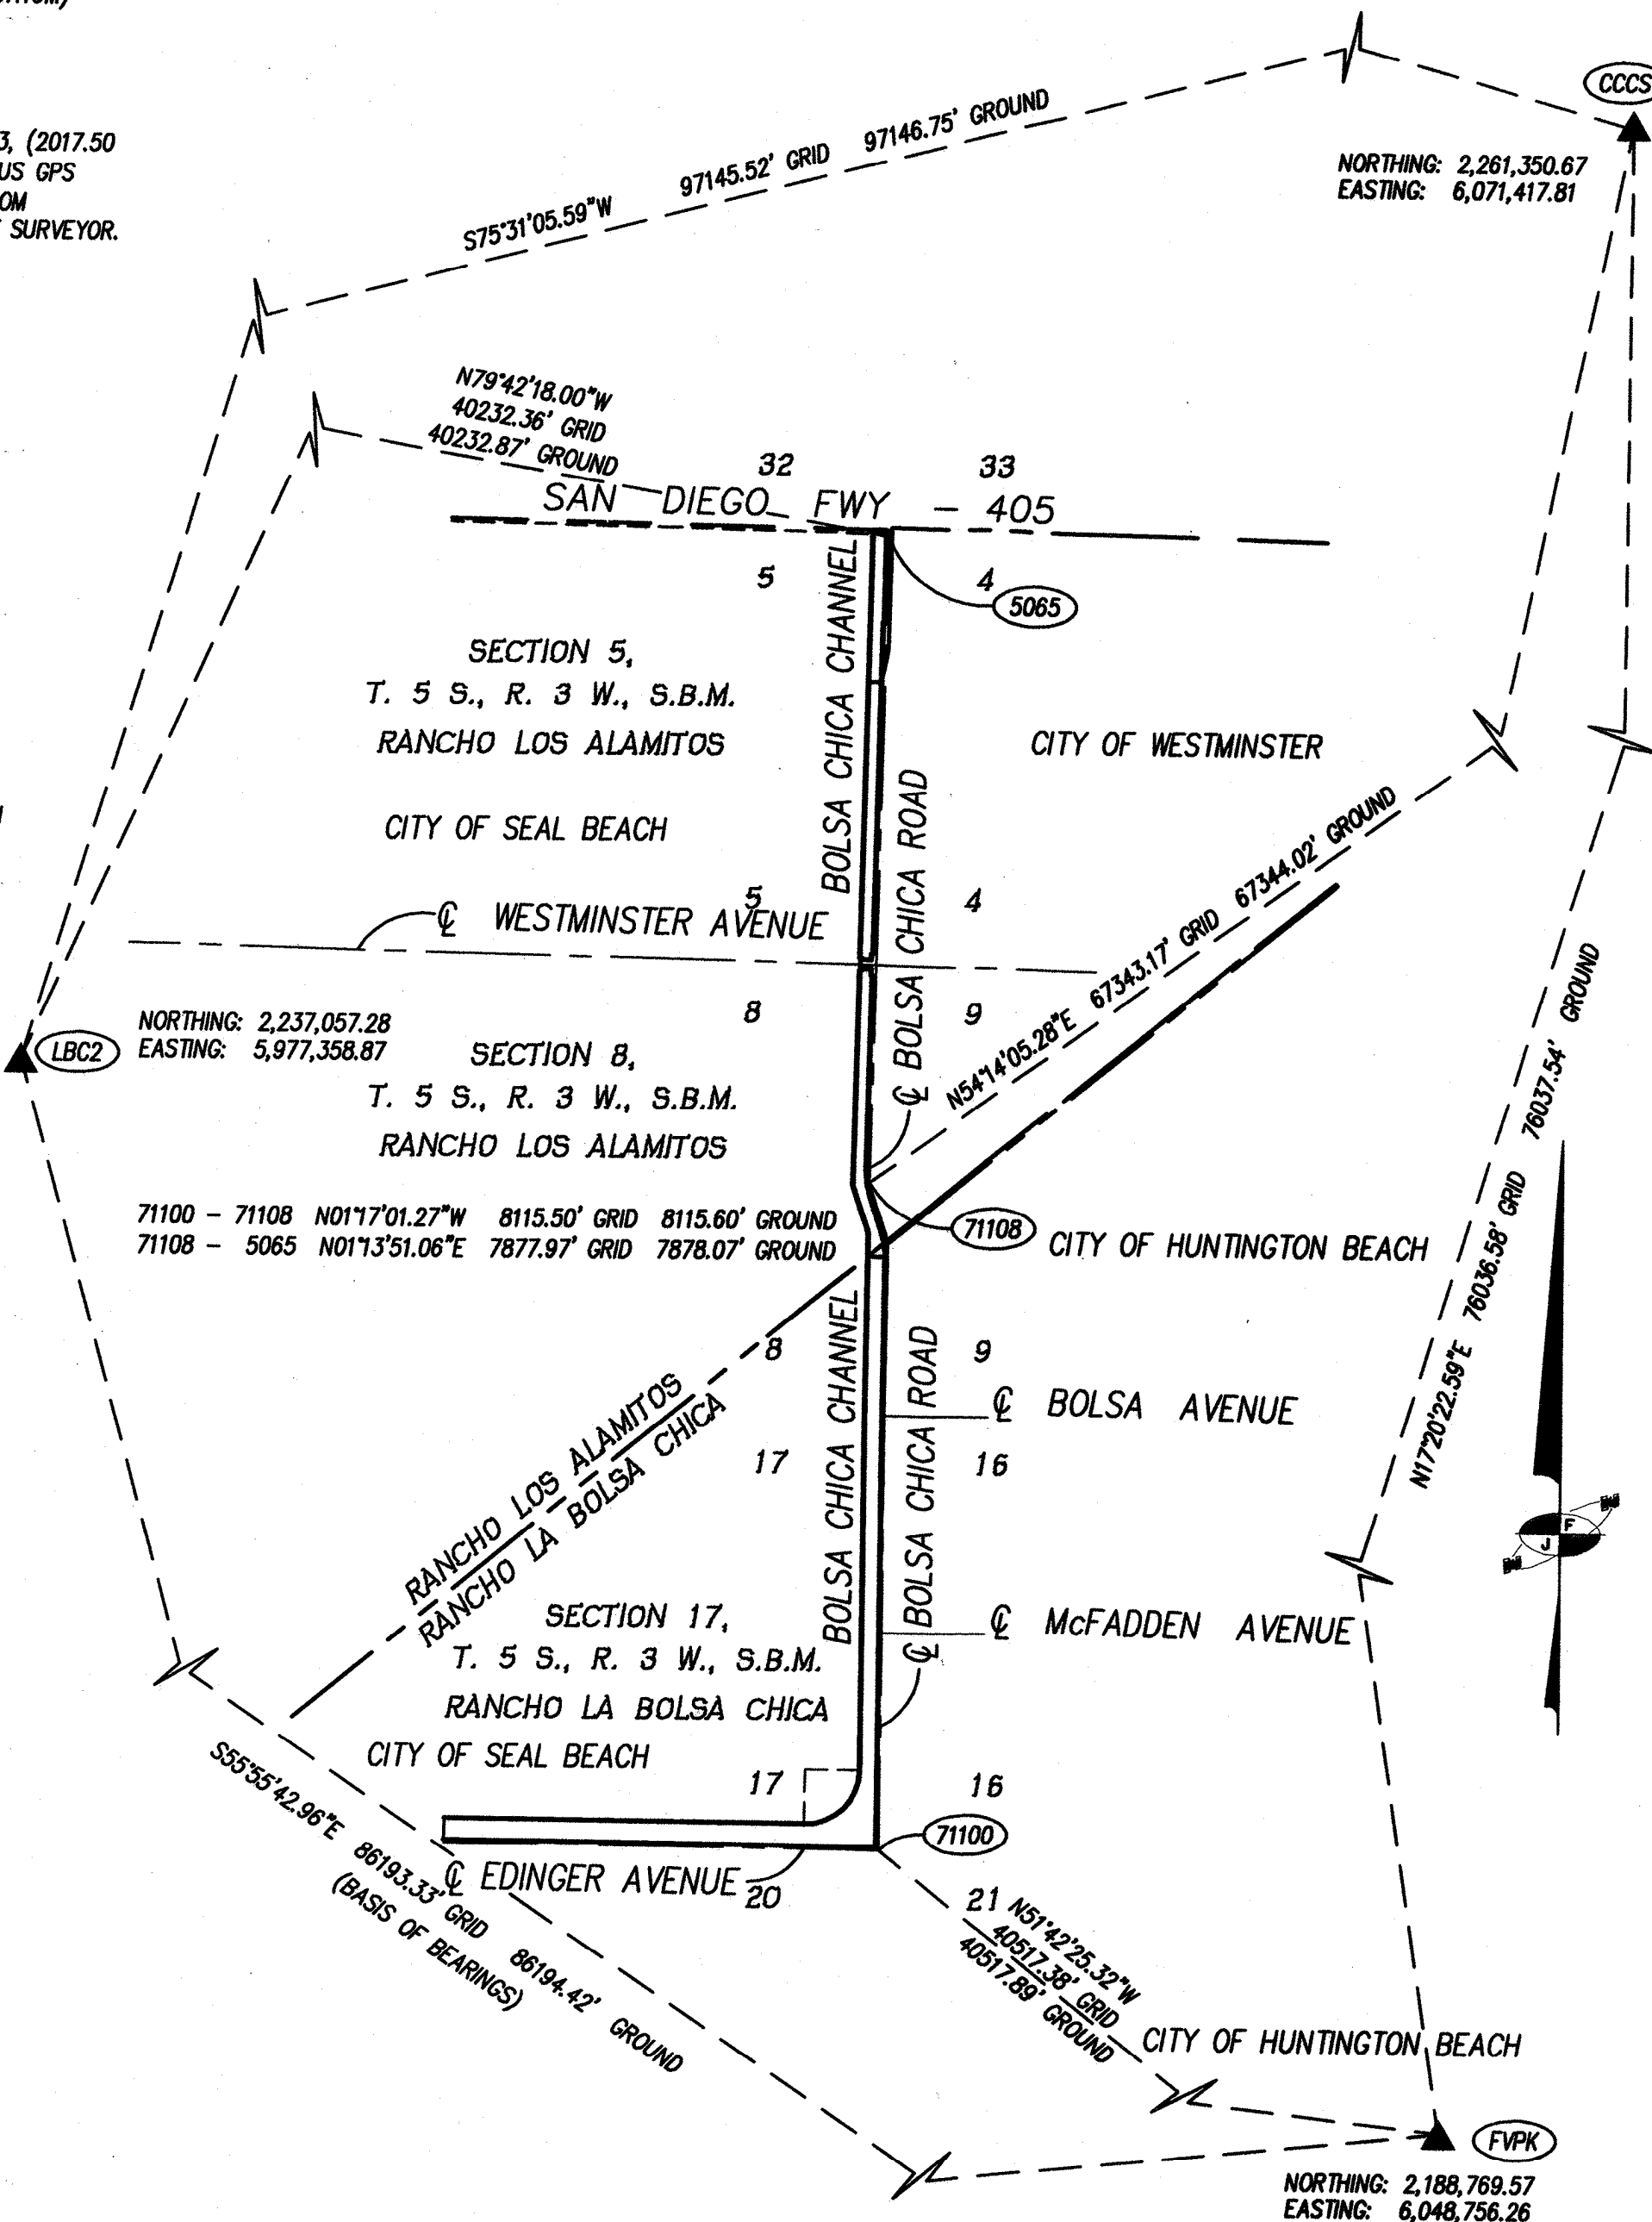 3, (2017.50
US GPS
OM
SURVEYOR.
CCCS
NORTHING: 2,261,350.67
EASTING: 6,071,417.81
S75°31'05.59"W 97145.52' GRID 97146.75' GROUND
N79°42'18.00"W
40232.36' GRID
40232.87' GROUND
32 33
SAN DIEGO FWY - 405
5 4
5065
BOLSA CHICA CHANNEL
SECTION 5,
T. 5 S., R. 3 W., S.B.M.
RANCHO LOS ALAMITOS
CITY OF WESTMINSTER
CITY OF SEAL BEACH
BOLSA CHICA ROAD
5 4
℄ WESTMINSTER AVENUE
N54°14'05.28"E 67343.17' GRID 67344.02' GROUND
8 9
NORTHING: 2,237,057.28
EASTING: 5,977,358.87
LBC2
SECTION 8,
T. 5 S., R. 3 W., S.B.M.
RANCHO LOS ALAMITOS
℄ BOLSA CHICA ROAD
71100 - 71108 N01°17'01.27"W 8115.50' GRID 8115.60' GROUND
71108 - 5065 N01°13'51.06"E 7877.97' GRID 7878.07' GROUND
71108
CITY OF HUNTINGTON BEACH
N17°20'22.59"E 76036.58' GRID 76037.54' GROUND
BOLSA CHICA CHANNEL
8 9
℄ BOLSA AVENUE
RANCHO LOS ALAMITOS
RANCHO LA BOLSA CHICA
17 16
℄ BOLSA CHICA ROAD
F
J
SECTION 17,
T. 5 S., R. 3 W., S.B.M.
RANCHO LA BOLSA CHICA
℄ McFADDEN AVENUE
CITY OF SEAL BEACH
17 16
71100
℄ EDINGER AVENUE
20
21
S55°55'42.96"E 86193.33' GRID 86194.42' GROUND
(BASIS OF BEARINGS)
N51°42'25.32"W
40517.38' GRID
40517.89' GROUND
CITY OF HUNTINGTON BEACH
FVPK
NORTHING: 2,188,769.57
EASTING: 6,048,756.26